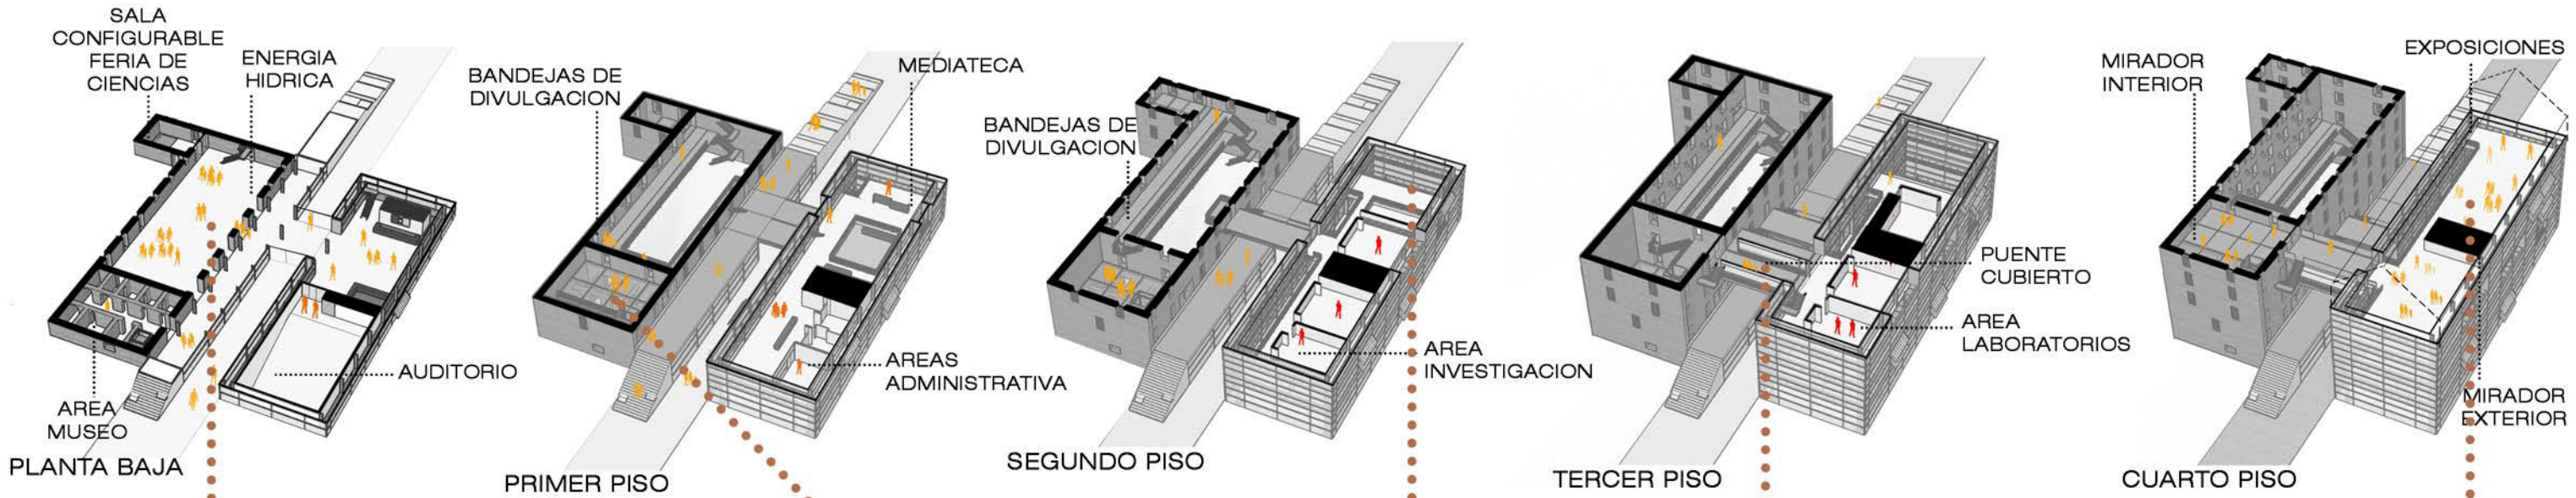 SALA
CONFIGURABLE
FERIA DE
CIENCIAS
ENERGIA
HIDRICA
AUDITORIO
AREA
MUSEO
PLANTA BAJA
BANDEJAS DE
DIVULGACION
MEDIATECA
AREAS
ADMINISTRATIVA
PRIMER PISO
BANDEJAS DE
DIVULGACION
AREA
INVESTIGACION
SEGUNDO PISO
PUENTE
CUBIERTO
AREA
LABORATORIOS
TERCER PISO
MIRADOR
INTERIOR
EXPOSICIONES
MIRADOR
EXTERIOR
CUARTO PISO